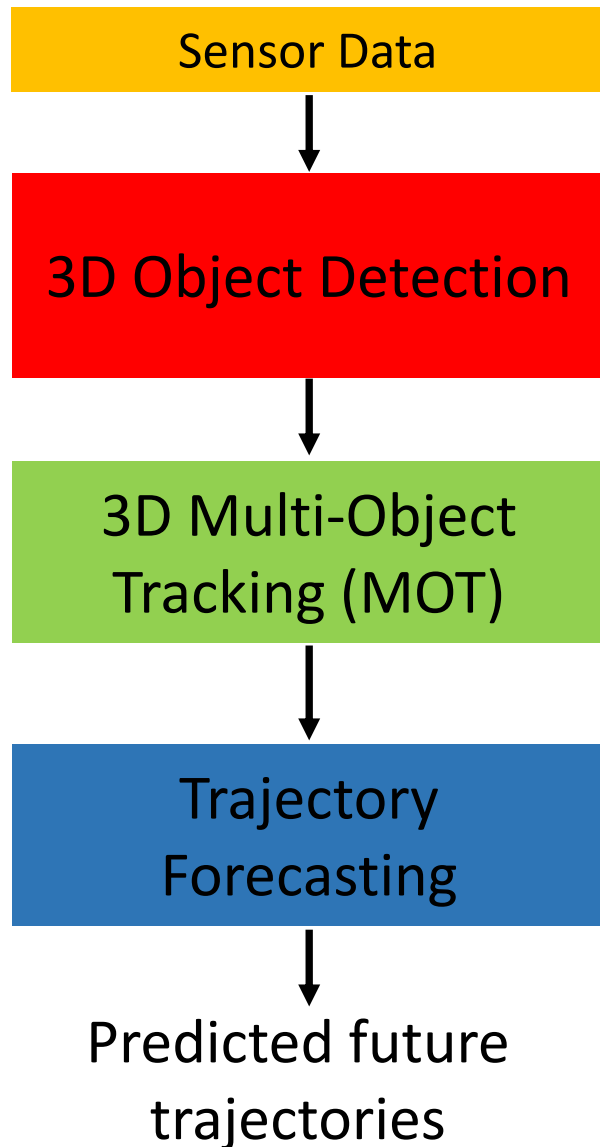 Sensor Data
3D Object Detection
3D Multi-Object
Tracking (MOT)
Trajectory
Forecasting
Predicted future
trajectories